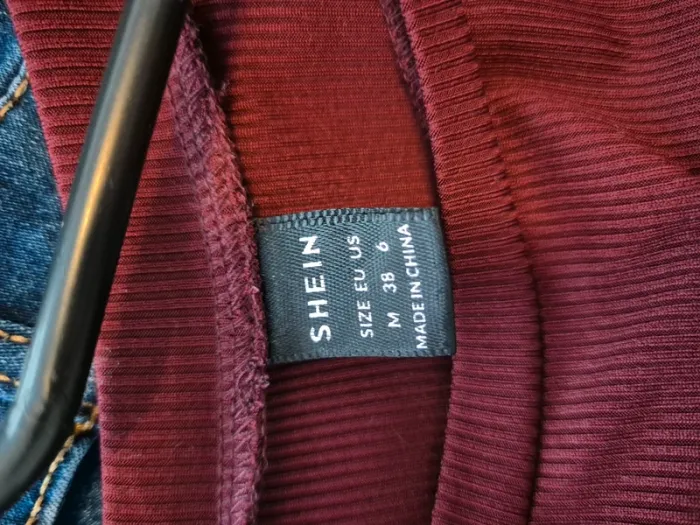 SHEIN
SIZE EU US
M 38 6
MADE IN CHINA